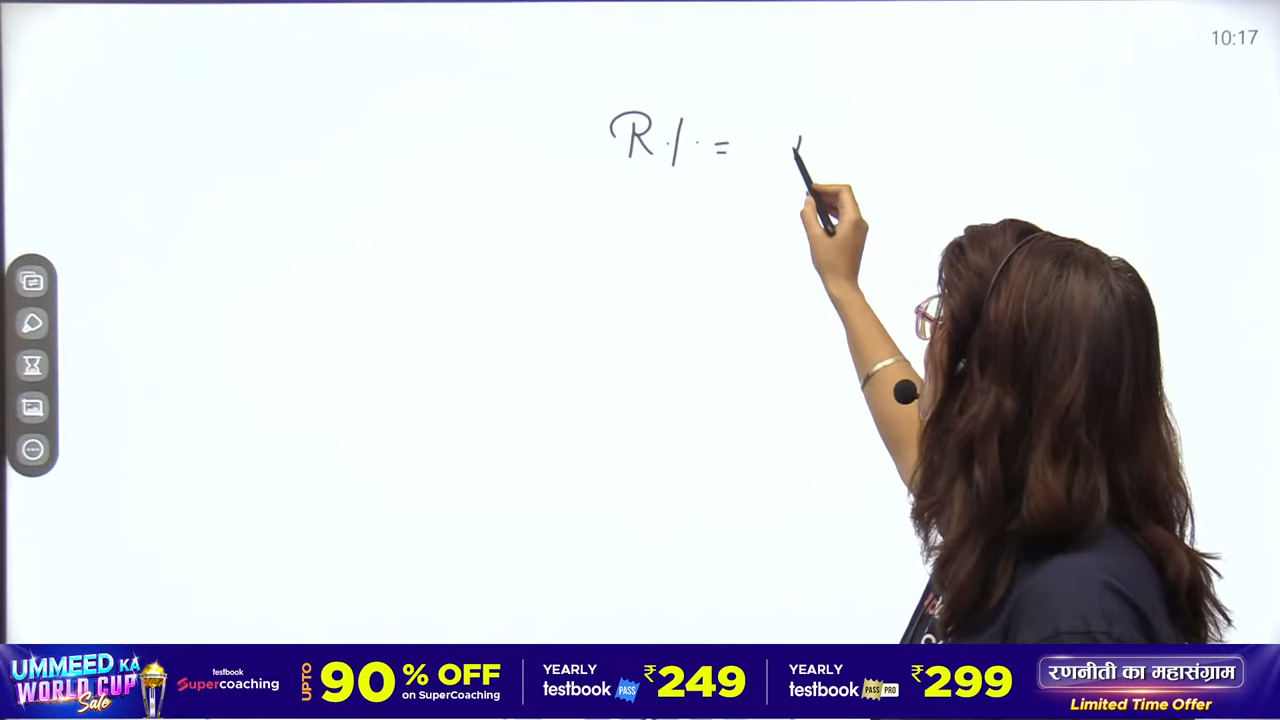 10:17
R % =
UMMEED KA
WORLD CUP
Sale
testbook
Supercoaching
UPTO
90% OFF
on SuperCoaching
YEARLY
testbook PASS
₹249
YEARLY
testbook PASS PRO
₹299
रणनीती का महासंग्राम
Limited Time Offer